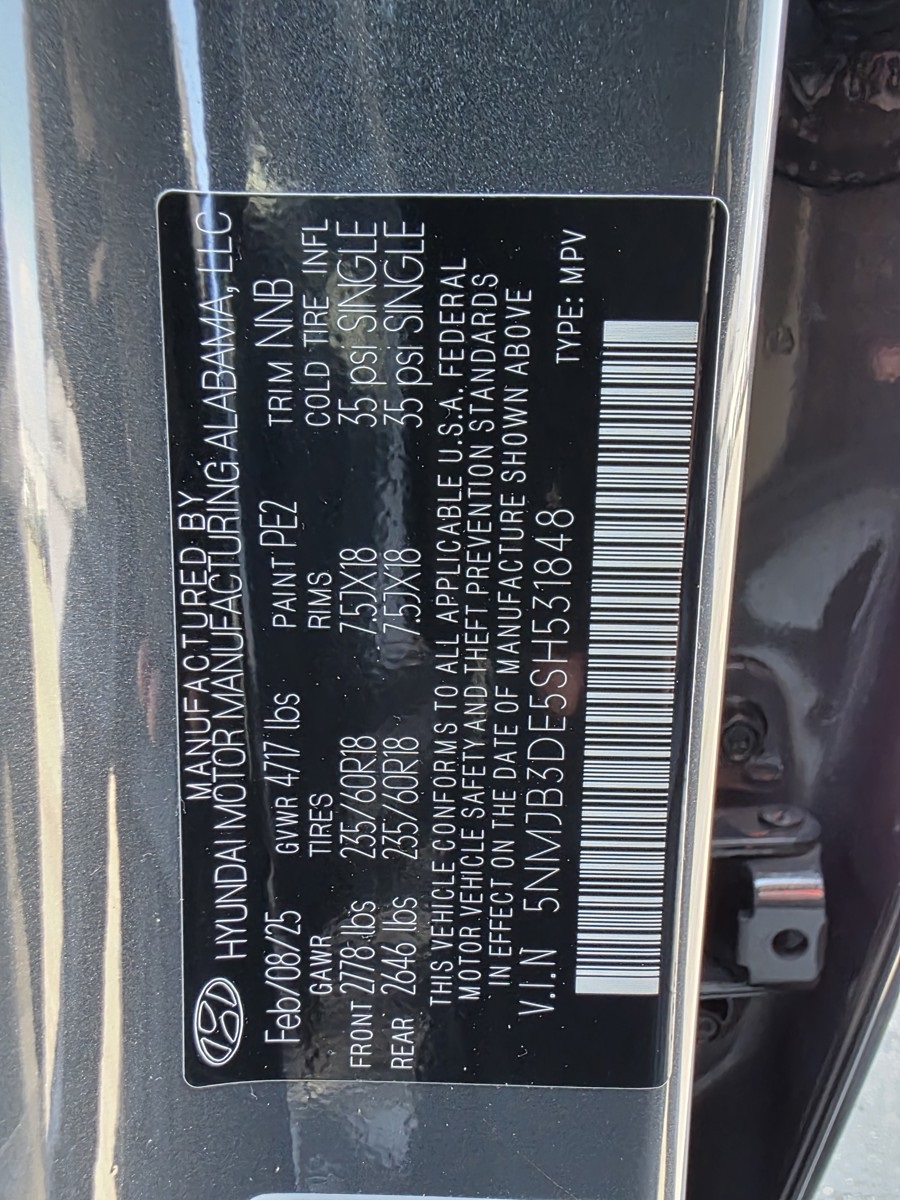 MANUFACTURED BY
HYUNDAI MOTOR MANUFACTURING ALABAMA, LLC
Feb/08/25 GVWR 4717 lbs PAINT PE2 TRIM NNB
GAWR TIRES RIMS COLD TIRE INFL
FRONT 2778 lbs 235/60R18 7.5JX18 35 psi SINGLE
REAR 2646 lbs 235/60R18 7.5JX18 35 psi SINGLE
THIS VEHICLE CONFORMS TO ALL APPLICABLE U.S.A. FEDERAL
MOTOR VEHICLE SAFETY AND THEFT PREVENTION STANDARDS
IN EFFECT ON THE DATE OF MANUFACTURE SHOWN ABOVE
V.I.N 5NMJB3DE5SH531848
TYPE: MPV